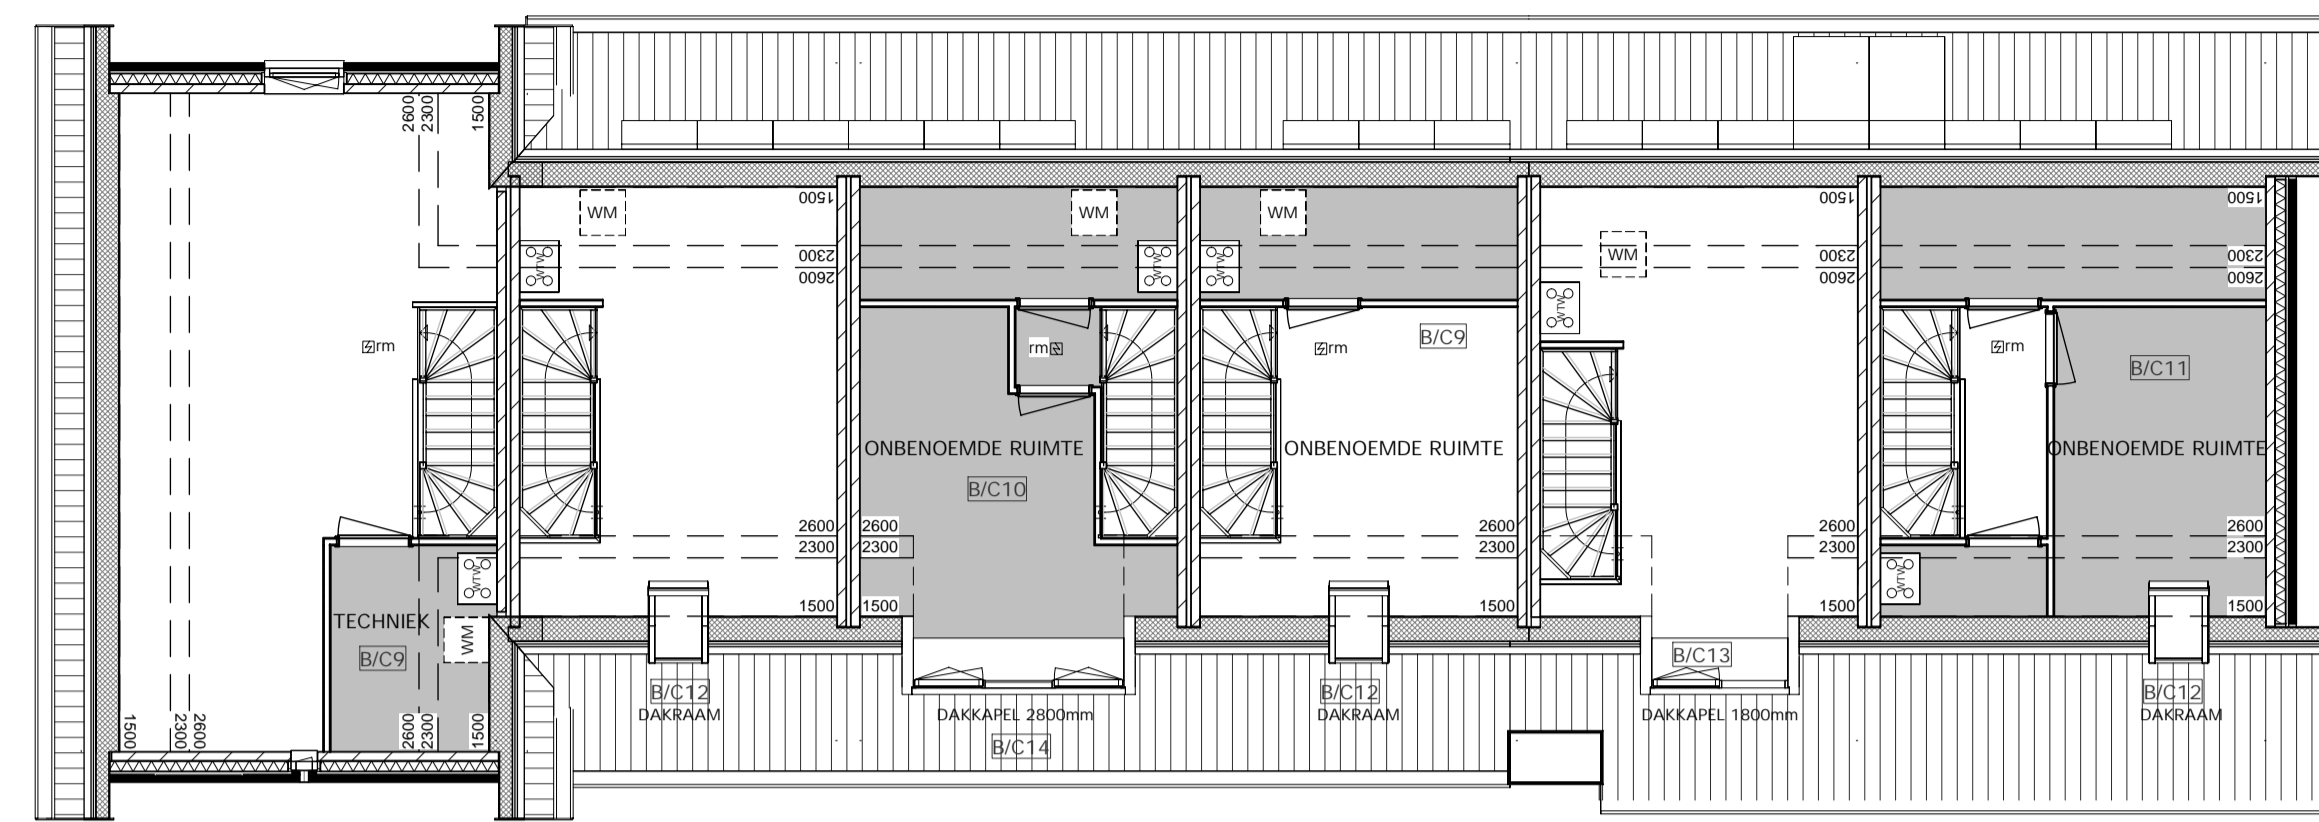 2600
2300
1500
WM
1500
WM
WM
WM
1500
1500
WTW
2300
2600
WTW
WTW
WTW
2300
2600
2300
2600
rm
rm
rm
B/C9
rm
B/C11
ONBENOEMDE RUIMTE
B/C10
ONBENOEMDE RUIMTE
ONBENOEMDE RUIMTE
2600
2300
2600
2300
2600
2300
2600
2300
2600
2300
WTW
WTW
1500
1500
1500
1500
1500
TECHNIEK
WM
B/C9
B/C13
B/C12
DAKRAAM
DAKKAPEL 2800mm
B/C14
B/C12
DAKRAAM
DAKKAPEL 1800mm
B/C12
DAKRAAM
1500
2300
2600
2600
2300
1500